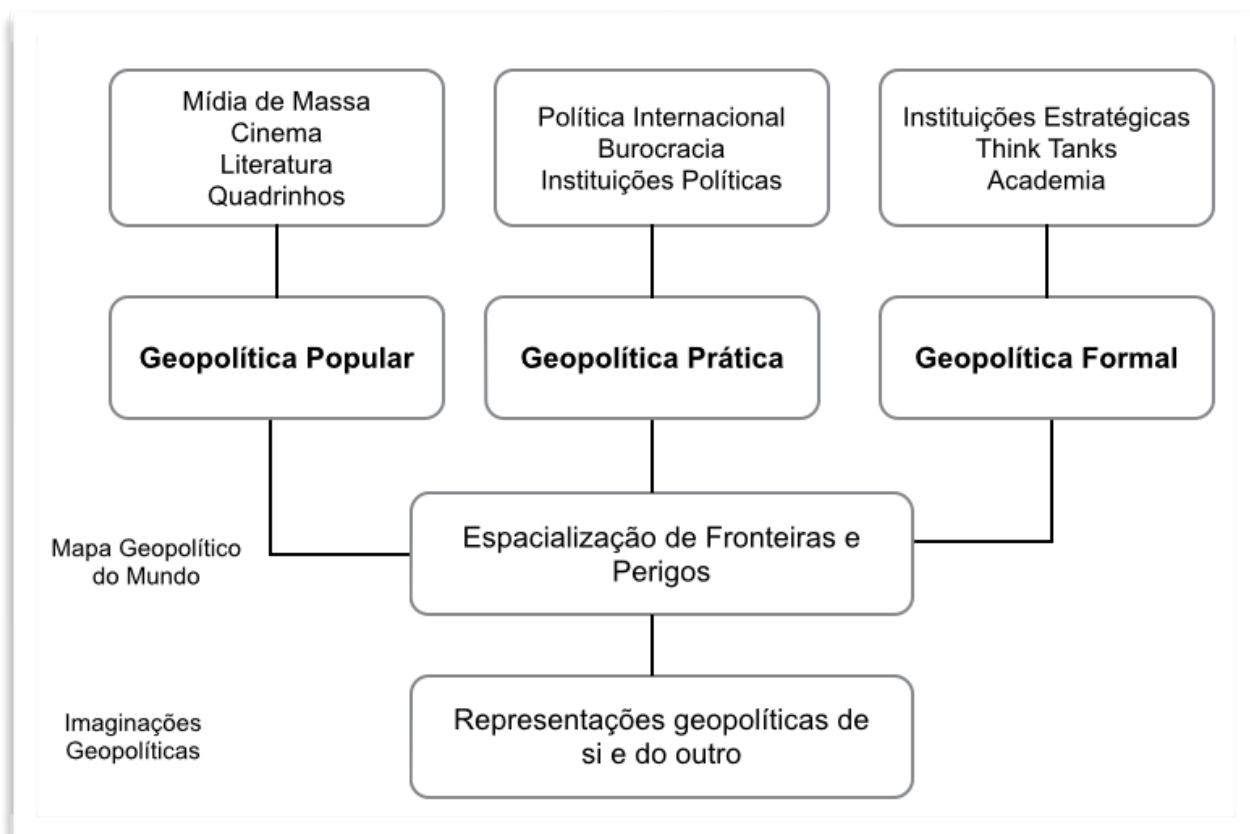 Mídia de Massa
Cinema
Literatura
Quadrinhos
Política Internacional
Burocracia
Instituições Políticas
Instituições Estratégicas
Think Tanks
Academia
Geopolítica Popular
Geopolítica Prática
Geopolítica Formal
Mapa Geopolítico
do Mundo
Espacialização de Fronteiras e
Perigos
Imaginações
Geopolíticas
Representações geopolíticas de
si e do outro